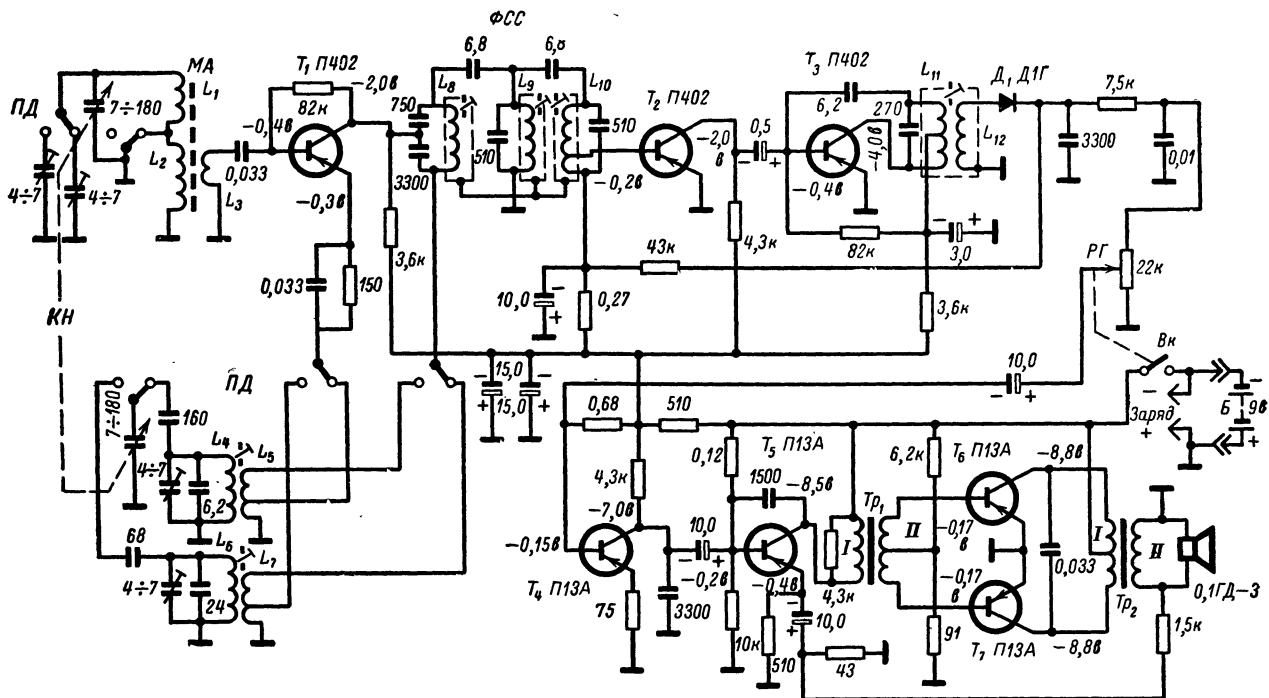 ФСС
МА
L₁
L₂
L₃
ПД
7÷180
4÷7
4÷7
0,033
-0,4в
T₁ П402
82к
-2,0в
-0,3в
0,033
150
3,6к
750
3300
6,8
6,8
L₈
L₉
L₁₀
510
510
-0,2в
T₂ П402
-2,0
в
0,5
- +
4,3к
T₃ П402
6,2
270
-4,0в
-0,4в
82к
L₁₁
L₁₂
- +
3,0
3,6к
Д₁ Д1Г
7,5к
3300
0,01
РГ
22к
43к
10,0
-
+
0,27
КН
ПД
7÷180
160
4÷7
6,2
L₄
L₅
68
4÷7
24
L₆
L₇
-
15,0
-
+
15,0
+
10,0
- +
Вк
-
Заряд
+
Б
-
9в
+
0,68
510
4,3к
-7,0в
-0,15в
T₄ П13А
75
3300
10,0
- +
-0,2в
0,12
T₅ П13А
1500
-8,5в
-0,4в
10к
510
-
10,0
+
43
4,3к
Тр₁
I
II
6,2к
91
T₆ П13А
-8,8в
-0,17
в
-0,17
в
T₇ П13А
-8,8в
0,033
I
II
Тр₂
0,1ГД-3
1,5к